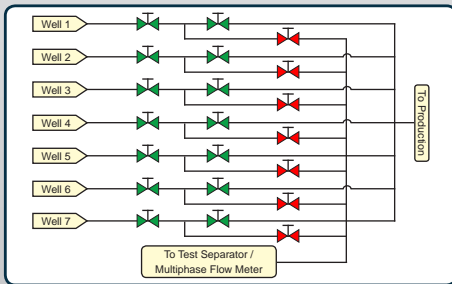 Well 1
Well 2
Well 3
Well 4
Well 5
Well 6
Well 7
To Production
To Test Separator /
Multiphase Flow Meter